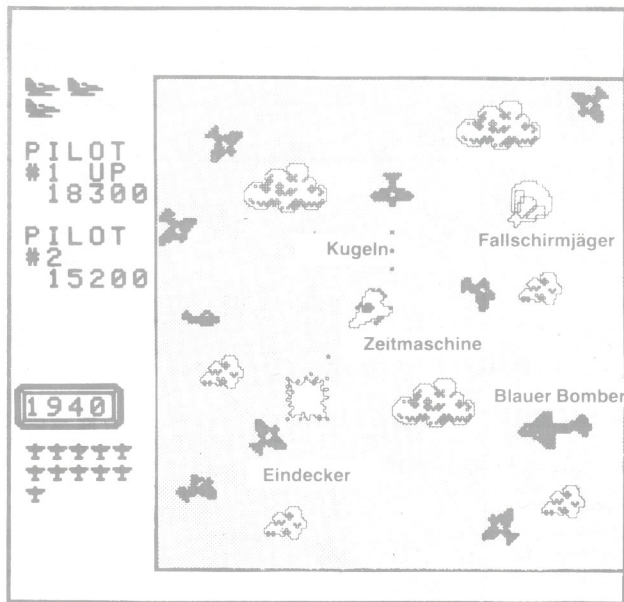 PILOT
#1 UP
18300
PILOT
#2
15200
1940
Kugeln
Fallschirmjäger
Zeitmaschine
Blauer Bomber
Eindecker